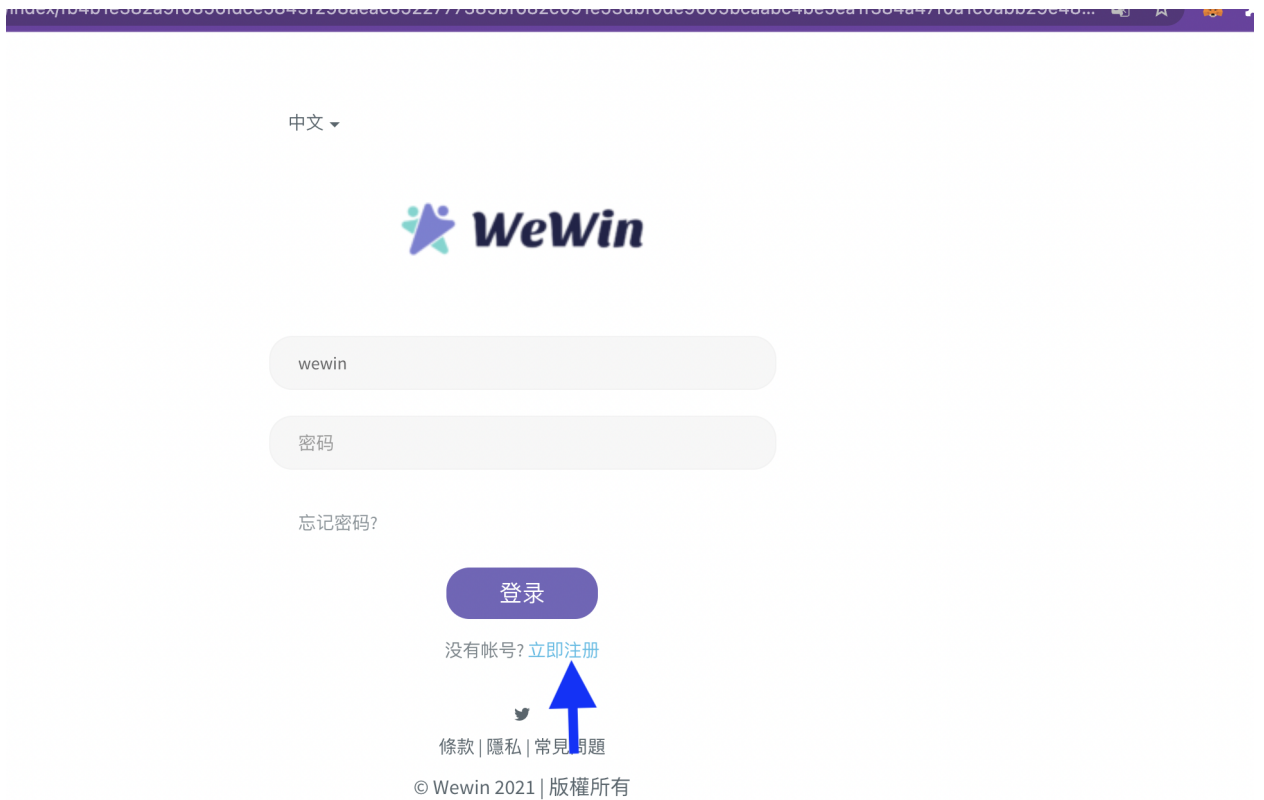 中文
WeWin
wewin
密码
忘记密码?
登录
没有帐号? 立即注册
條款 | 隱私 | 常見問題
© Wewin 2021 | 版權所有